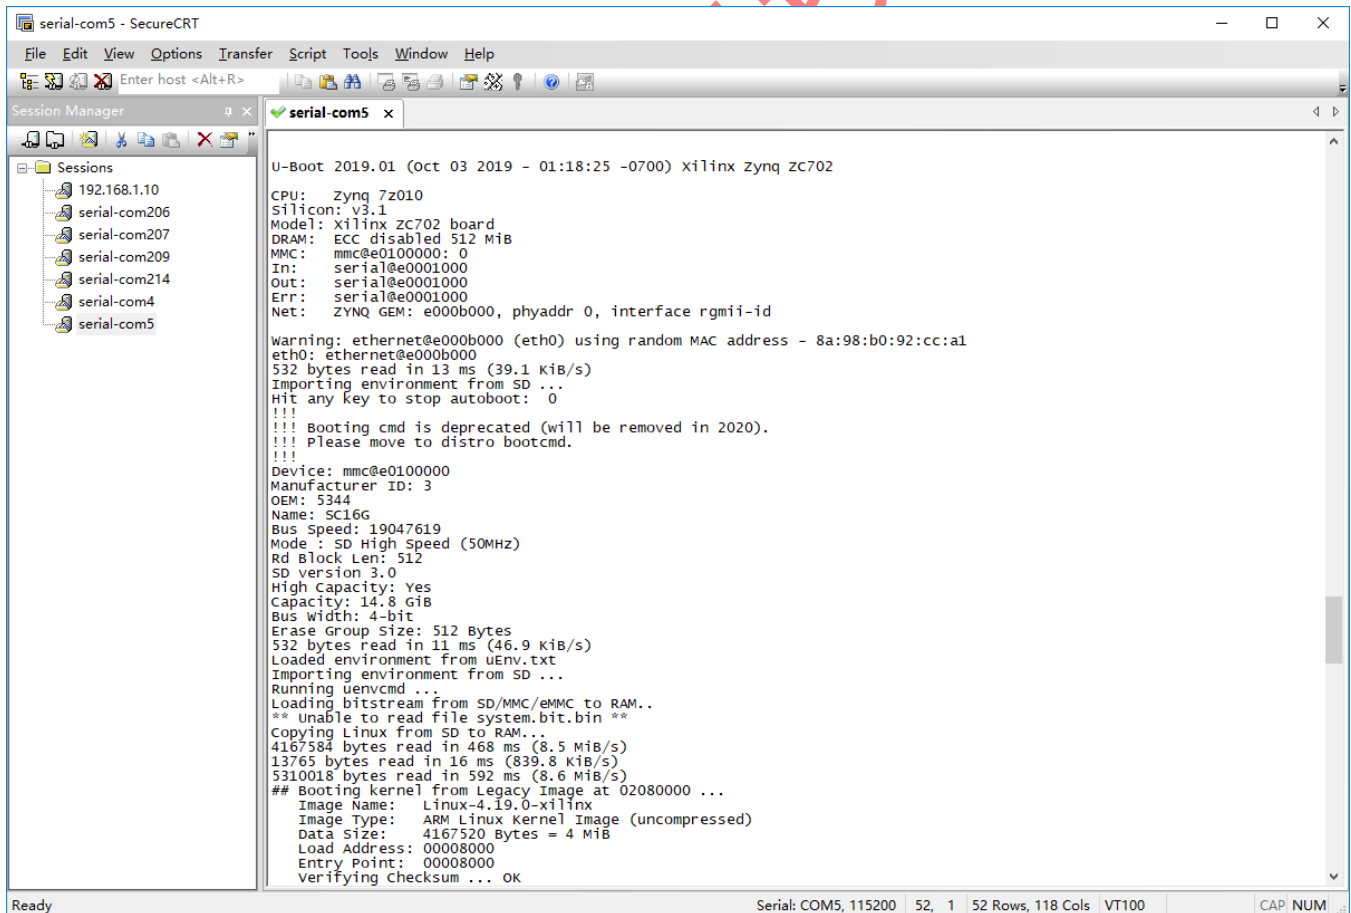 serial-com5 - SecureCRT
File Edit View Options Transfer Script Tools Window Help
Enter host <Alt+R>
Session Manager
serial-com5
Sessions
192.168.1.10
serial-com206
serial-com207
serial-com209
serial-com214
serial-com4
serial-com5
U-Boot 2019.01 (Oct 03 2019 - 01:18:25 -0700) Xilinx Zynq ZC702
CPU: Zynq 7z010
Silicon: v3.1
Model: Xilinx ZC702 board
DRAM: ECC disabled 512 MiB
MMC: mmc@e0100000: 0
In: serial@e0001000
Out: serial@e0001000
Err: serial@e0001000
Net: ZYNQ GEM: e000b000, phyaddr 0, interface rgmii-id
Warning: ethernet@e000b000 (eth0) using random MAC address - 8a:98:b0:92:cc:a1
eth0: ethernet@e000b000
532 bytes read in 13 ms (39.1 KiB/s)
Importing environment from SD ...
Hit any key to stop autoboot: 0
!!!
!!! Booting cmd is deprecated (will be removed in 2020).
!!! Please move to distro bootcmd.
!!!
Device: mmc@e0100000
Manufacturer ID: 3
OEM: 5344
Name: SC16G
Bus Speed: 19047619
Mode : SD High Speed (50MHz)
Rd Block Len: 512
SD version 3.0
High Capacity: Yes
Capacity: 14.8 GiB
Bus Width: 4-bit
Erase Group Size: 512 Bytes
532 bytes read in 11 ms (46.9 KiB/s)
Loaded environment from uEnv.txt
Importing environment from SD ...
Running uenvcmd ...
Loading bitstream from SD/MMC/eMMC to RAM..
** Unable to read file system.bit.bin **
Copying Linux from SD to RAM...
4167584 bytes read in 468 ms (8.5 MiB/s)
13765 bytes read in 16 ms (839.8 KiB/s)
5310018 bytes read in 592 ms (8.6 MiB/s)
## Booting kernel from Legacy Image at 02080000 ...
Image Name: Linux-4.19.0-xilinx
Image Type: ARM Linux Kernel Image (uncompressed)
Data Size: 4167520 Bytes = 4 MiB
Load Address: 00008000
Entry Point: 00008000
Verifying Checksum ... OK
Ready Serial: COM5, 115200 52, 1 52 Rows, 118 Cols VT100 CAP NUM